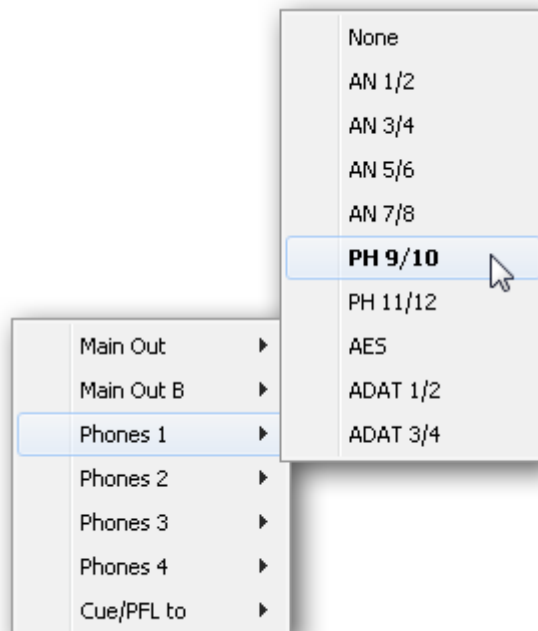 None
AN 1/2
AN 3/4
AN 5/6
AN 7/8
PH 9/10
PH 11/12
AES
ADAT 1/2
ADAT 3/4
Main Out
Main Out B
Phones 1
Phones 2
Phones 3
Phones 4
Cue/PFL to